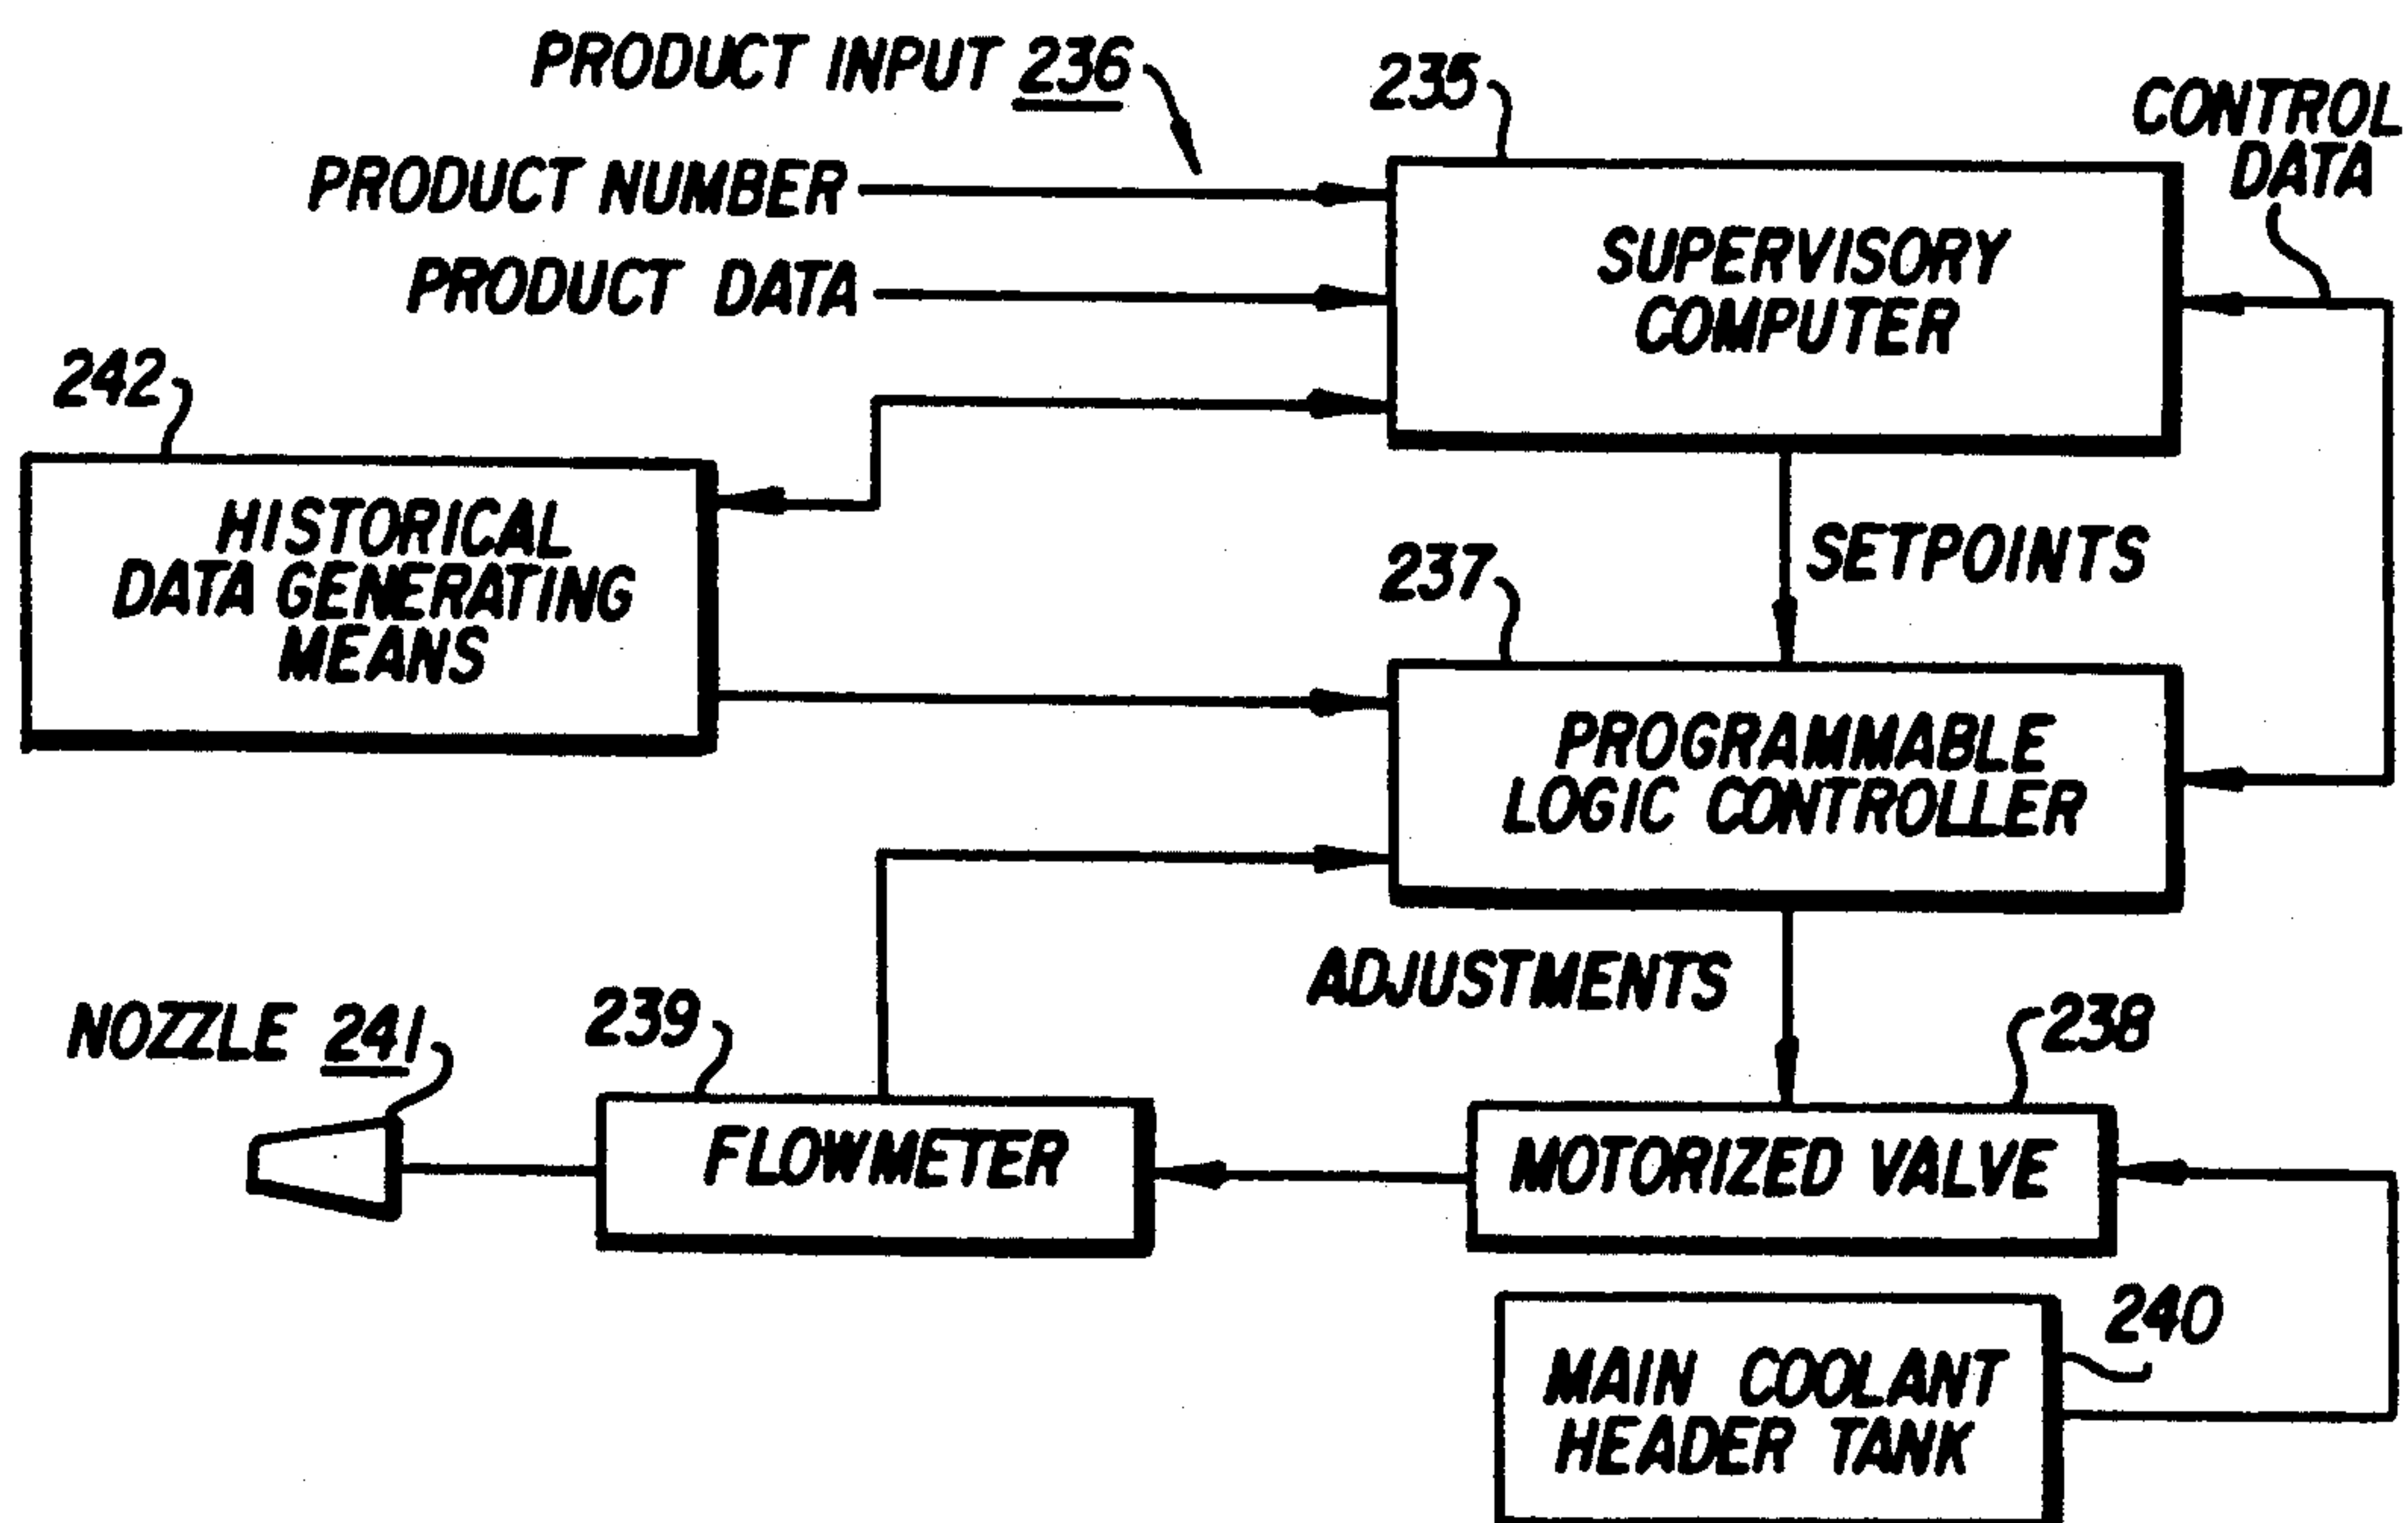 PRODUCT INPUT 236
235
CONTROL
DATA
PRODUCT NUMBER
PRODUCT DATA
SUPERVISORY
COMPUTER
242
HISTORICAL
DATA GENERATING
MEANS
SETPOINTS
237
PROGRAMMABLE
LOGIC CONTROLLER
ADJUSTMENTS
NOZZLE 241
239
238
FLOWMETER
MOTORIZED VALVE
240
MAIN COOLANT
HEADER TANK